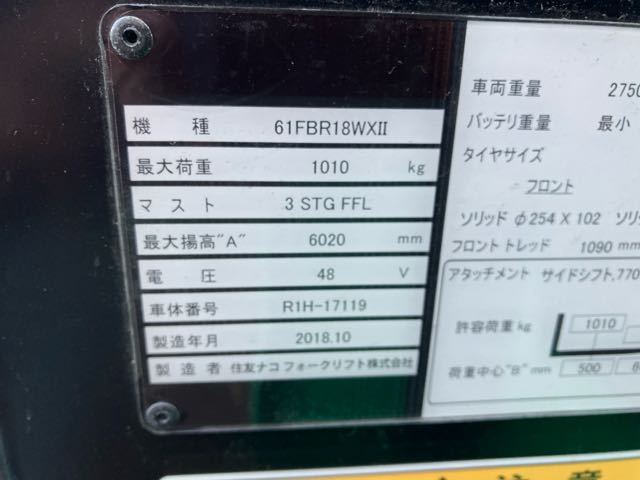 機 種 61FBR18WXII
最大荷重 1010 kg
マスト 3 STG FFL
最大揚高"A" 6020 mm
電 圧 48 V
車体番号 R1H-17119
製造年月 2018.10
製造者 住友ナコフォークリフト株式会社
車両重量 2750
バッテリ重量 最小
タイヤサイズ
フロント
ソリッド φ254 X 102 ソリ
フロントトレッド 1090 mm
アタッチメント サイドシフト,770
許容荷重 kg 1010
荷重中心"B" mm 500 6
注 意